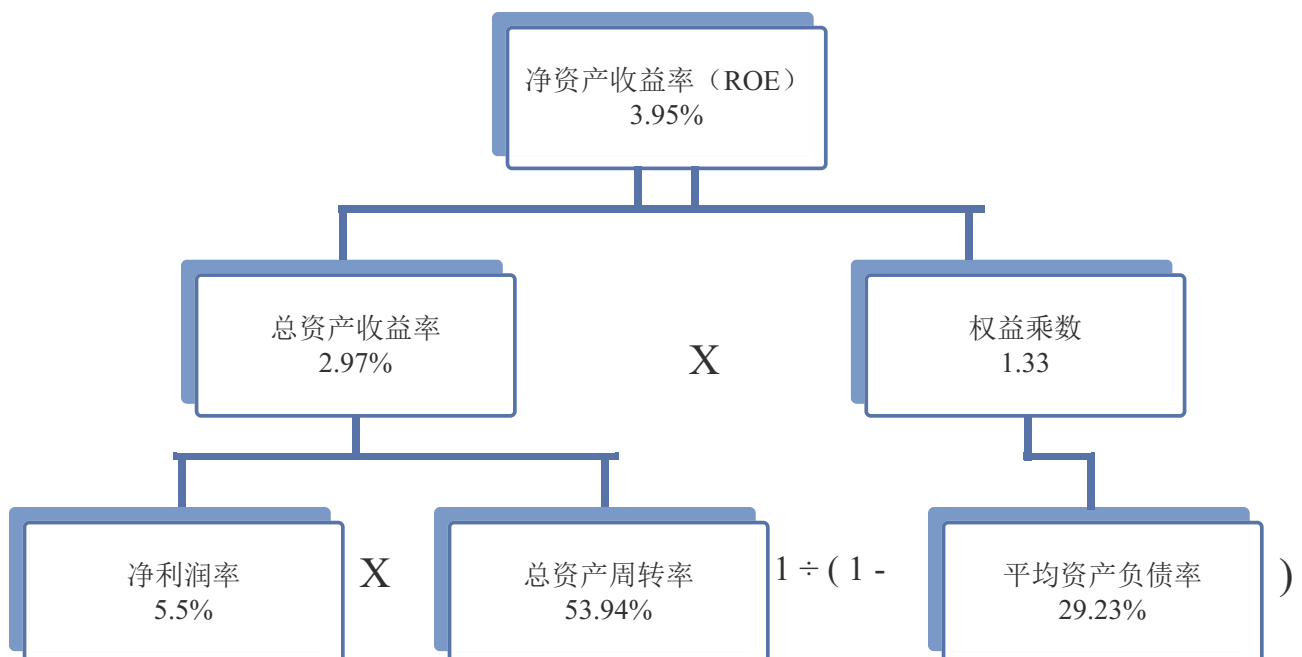 净资产收益率（ROE）
3.95%
总资产收益率
2.97%
X
权益乘数
1.33
净利润率
5.5%
X
总资产周转率
53.94%
1 ÷ ( 1 -
平均资产负债率
29.23%
)